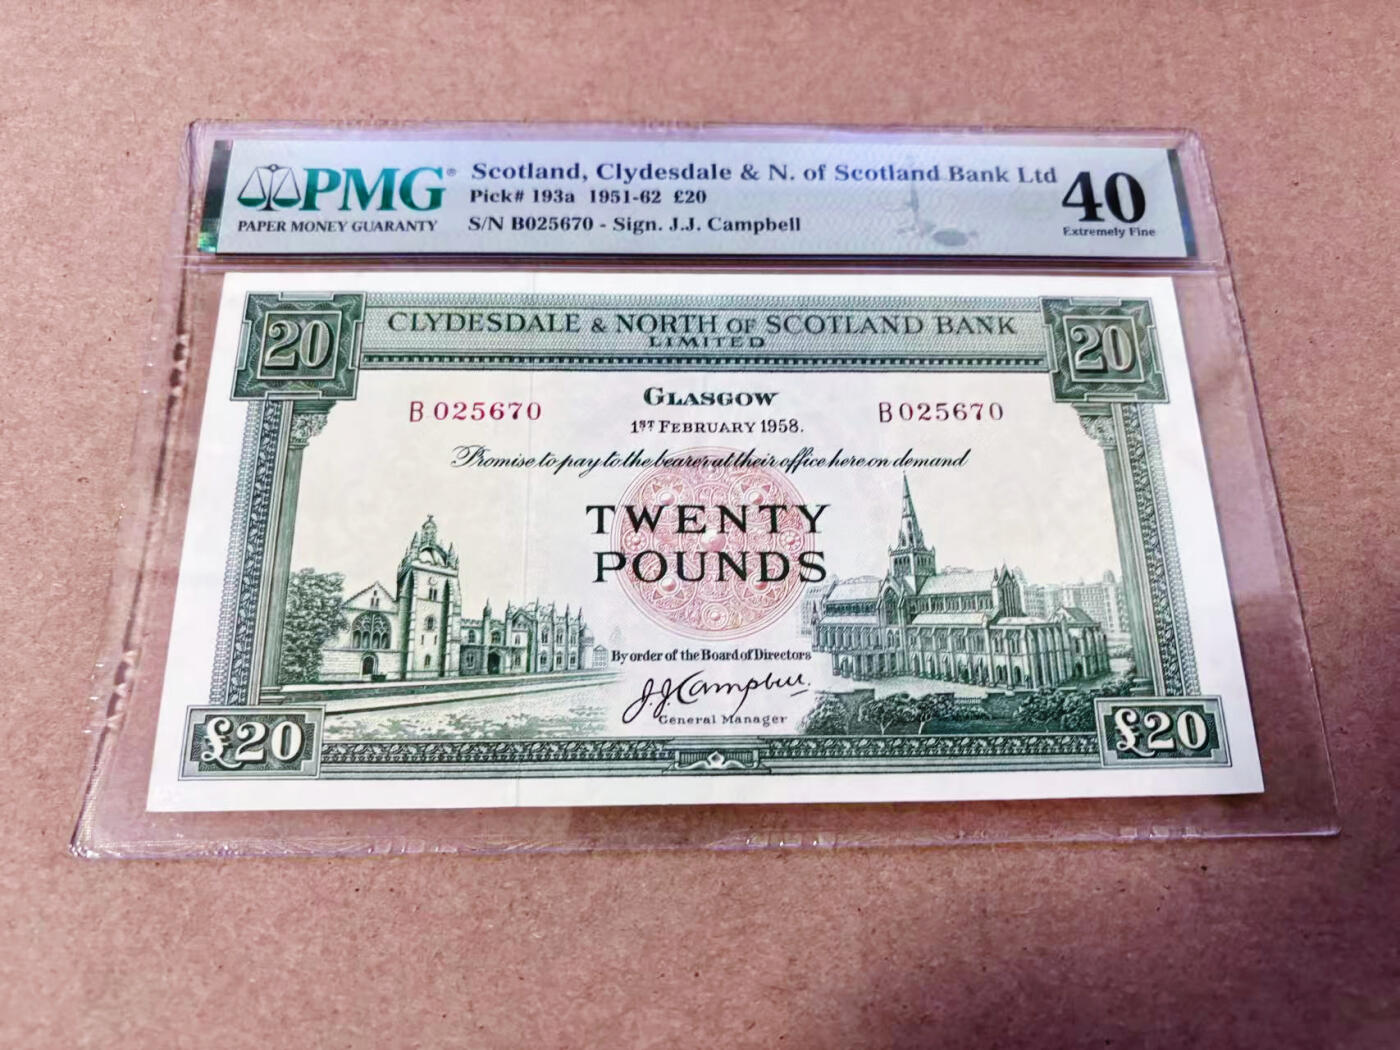 PMG®
PAPER MONEY GUARANTY
Scotland, Clydesdale & N. of Scotland Bank Ltd
Pick# 193a 1951-62 £20
S/N B025670 - Sign. J.J. Campbell
40
Extremely Fine
20
CLYDESDALE & NORTH OF SCOTLAND BANK
LIMITED
20
GLASGOW
B 025670
B 025670
1ST FEBRUARY 1958.
Promise to pay to the bearer at their office here on demand
TWENTY
POUNDS
By order of the Board of Directors
J.J. Campbell.
General Manager
£20
£20